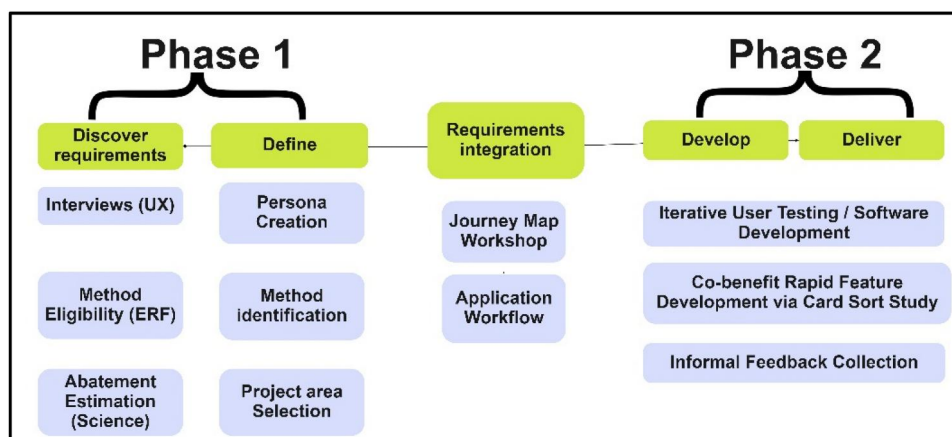 Phase 1
Phase 2
Discover
requirements
Define
Requirements
integration
Develop
Deliver
Interviews (UX)
Persona
Creation
Journey Map
Workshop
Iterative User Testing / Software
Development
Method
Eligibility (ERF)
Method
identification
Application
Workflow
Co-benefit Rapid Feature
Development via Card Sort Study
Abatement
Estimation
(Science)
Project area
Selection
Informal Feedback Collection